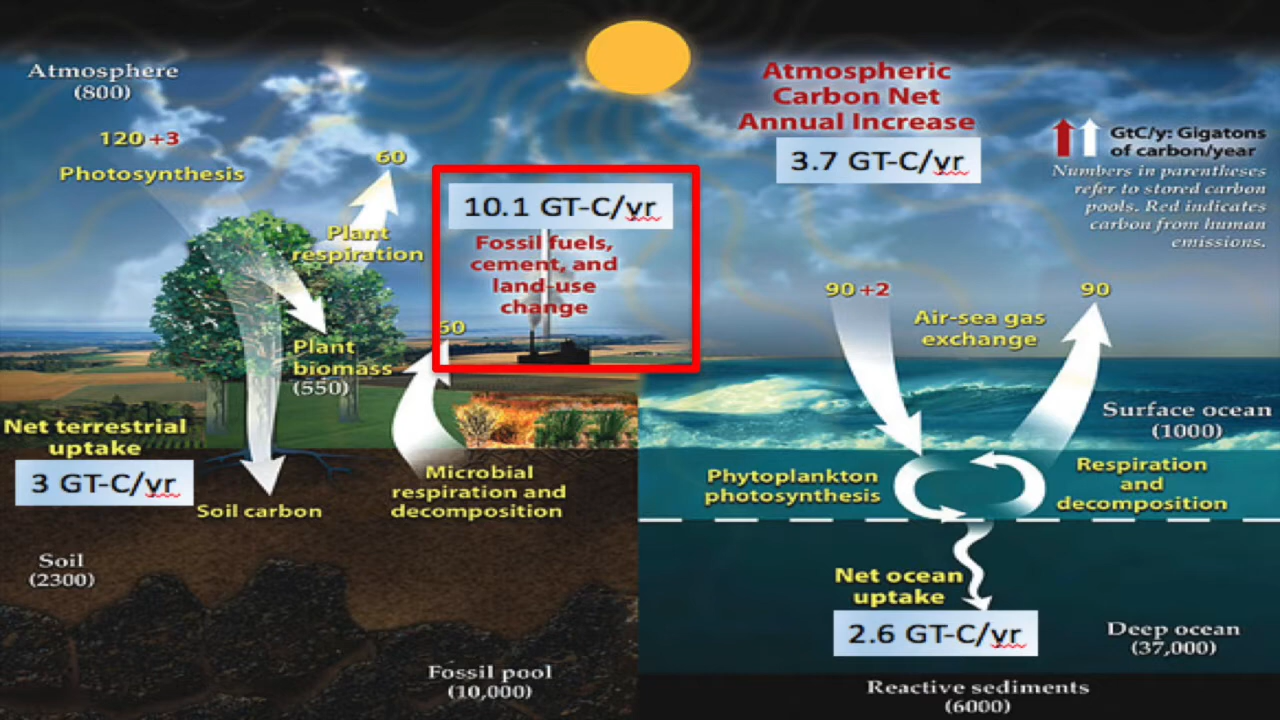 Atmosphere
(800)
120 +3
Photosynthesis
60
Plant
respiration
10.1 GT-C/yr
Fossil fuels,
cement, and
land-use
change
60
Plant
biomass
(550)
Net terrestrial
uptake
3 GT-C/yr
Soil carbon
Microbial
respiration and
decomposition
Soil
(2300)
Fossil pool
(10,000)
Atmospheric
Carbon Net
Annual Increase
3.7 GT-C/yr
GtC/y: Gigatons
of carbon/year
Numbers in parentheses
refer to stored carbon
pools. Red indicates
carbon from human
emissions.
90 +2
Air-sea gas
exchange
90
Surface ocean
(1000)
Phytoplankton
photosynthesis
Respiration
and
decomposition
Net ocean
uptake
2.6 GT-C/yr
Deep ocean
(37,000)
Reactive sediments
(6000)